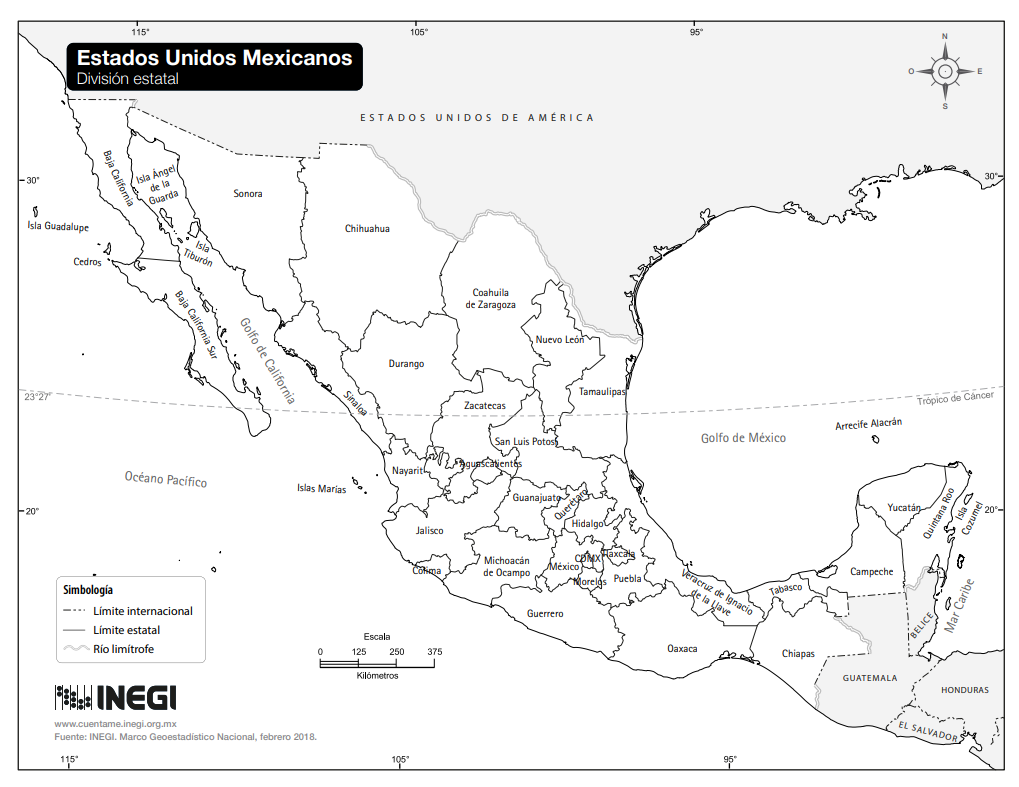 115°
105°
95°
Estados Unidos Mexicanos
División estatal
N
O
E
S
ESTADOS UNIDOS DE AMÉRICA
30°
30°
Baja California
Isla Ángel
de la
Guarda
Sonora
Chihuahua
Isla Guadalupe
Isla
Tiburón
Cedros
Coahuila
de Zaragoza
Baja California Sur
Golfo de California
Nuevo León
Durango
23°27'
Trópico de Cáncer
Sinaloa
Zacatecas
Tamaulipas
Arrecife Alacrán
Golfo de México
San Luis Potosí
Nayarit
Aguascalientes
Océano Pacífico
Islas Marías
Guanajuato
Querétaro
Yucatán
Quintana Roo
Isla
Cozumel
20°
20°
Jalisco
Hidalgo
Michoacán
de Ocampo
México
CDMX
Tlaxcala
Colima
Morelos
Puebla
Veracruz de Ignacio
de la Llave
Tabasco
Campeche
Mar Caribe
Guerrero
BELICE
Oaxaca
Chiapas
GUATEMALA
HONDURAS
EL SALVADOR
Simbología
Límite internacional
Límite estatal
Río limítrofe
Escala
0 125 250 375
Kilómetros
INEGI
www.cuentame.inegi.org.mx
Fuente: INEGI. Marco Geoestadístico Nacional, febrero 2018.
115°
105°
95°